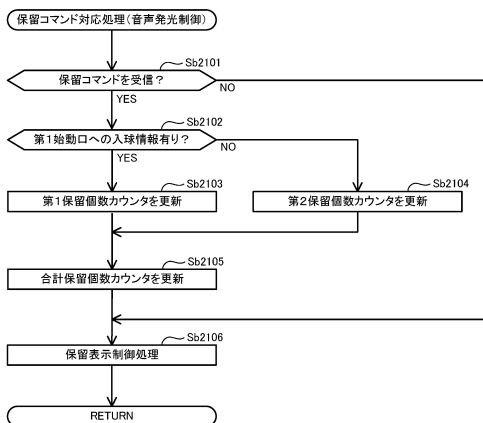 保留コマンド対応処理(音声発光制御)
Sb2101
保留コマンドを受信？
NO
YES
Sb2102
第1始動口への入球情報有り？
NO
YES
Sb2103
第1保留個数カウンタを更新
Sb2104
第2保留個数カウンタを更新
Sb2105
合計保留個数カウンタを更新
Sb2106
保留表示制御処理
RETURN